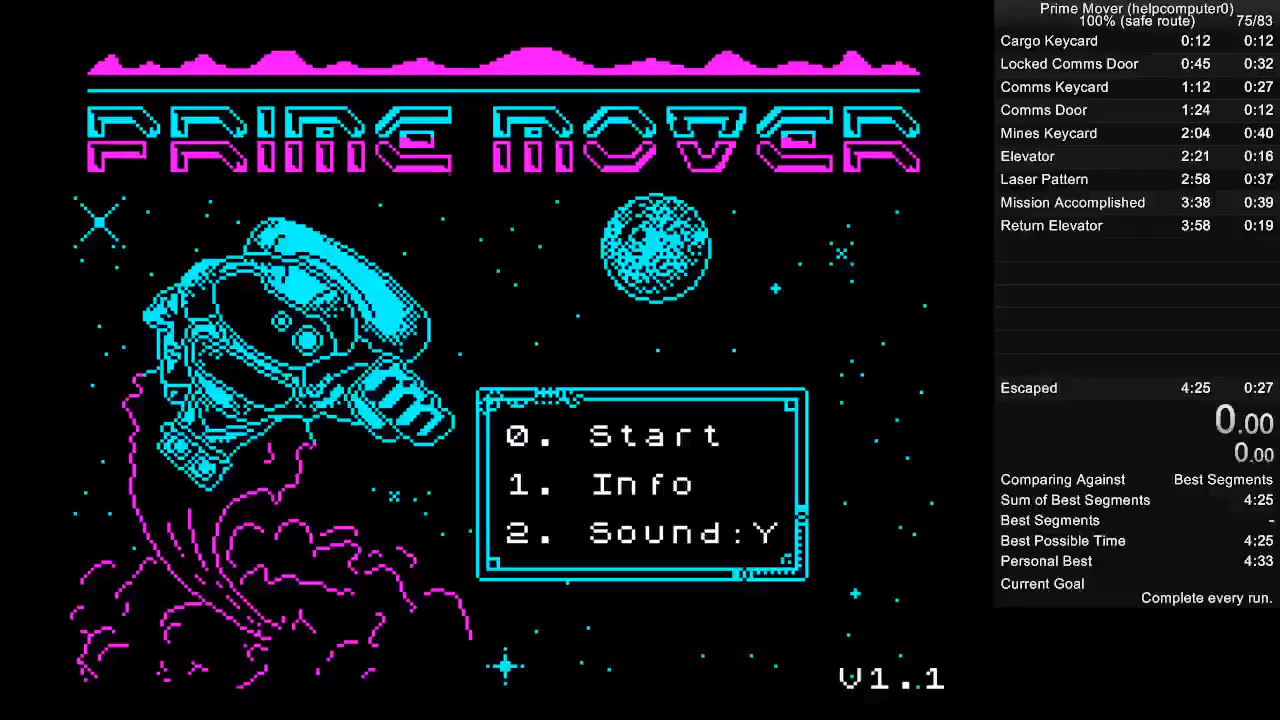 PRIME MOVER
0. Start
1. Info
2. Sound:Y
V1.1
Prime Mover (helpcomputer0)
100% (safe route) 75/83
Cargo Keycard 0:12 0:12
Locked Comms Door 0:45 0:32
Comms Keycard 1:12 0:27
Comms Door 1:24 0:12
Mines Keycard 2:04 0:40
Elevator 2:21 0:16
Laser Pattern 2:58 0:37
Mission Accomplished 3:38 0:39
Return Elevator 3:58 0:19
Escaped 4:25 0:27
0.00
0.00
Comparing Against Best Segments
Sum of Best Segments 4:25
Best Segments -
Best Possible Time 4:25
Personal Best 4:33
Current Goal
Complete every run.